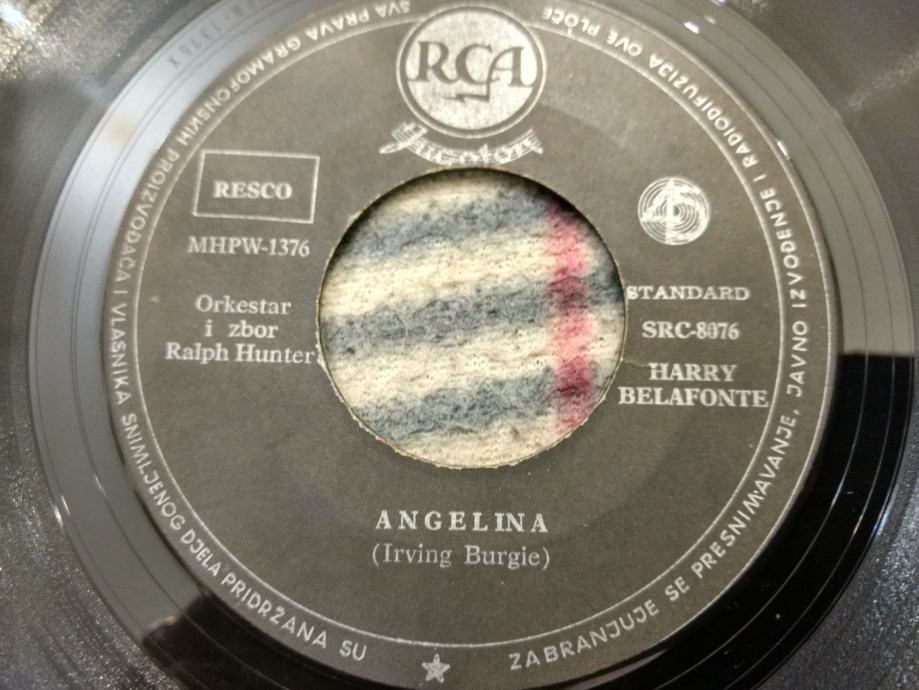 SVA PRAVA GRAMOFONSKIH PROIZVOĐAČA I VLASNIKA SNIMLJENOG DJELA PRIDRŽANA SU
ZABRANJUJE SE PRESNIMAVANJE, JAVNO IZVOĐENJE I RADIODIFUZIJA OVE PLOČE
RCA
RESCO
MHPW-1376
Orkestar
i zbor
Ralph Hunter
45
STANDARD
SRC-8076
HARRY
BELAFONTE
ANGELINA
(Irving Burgie)